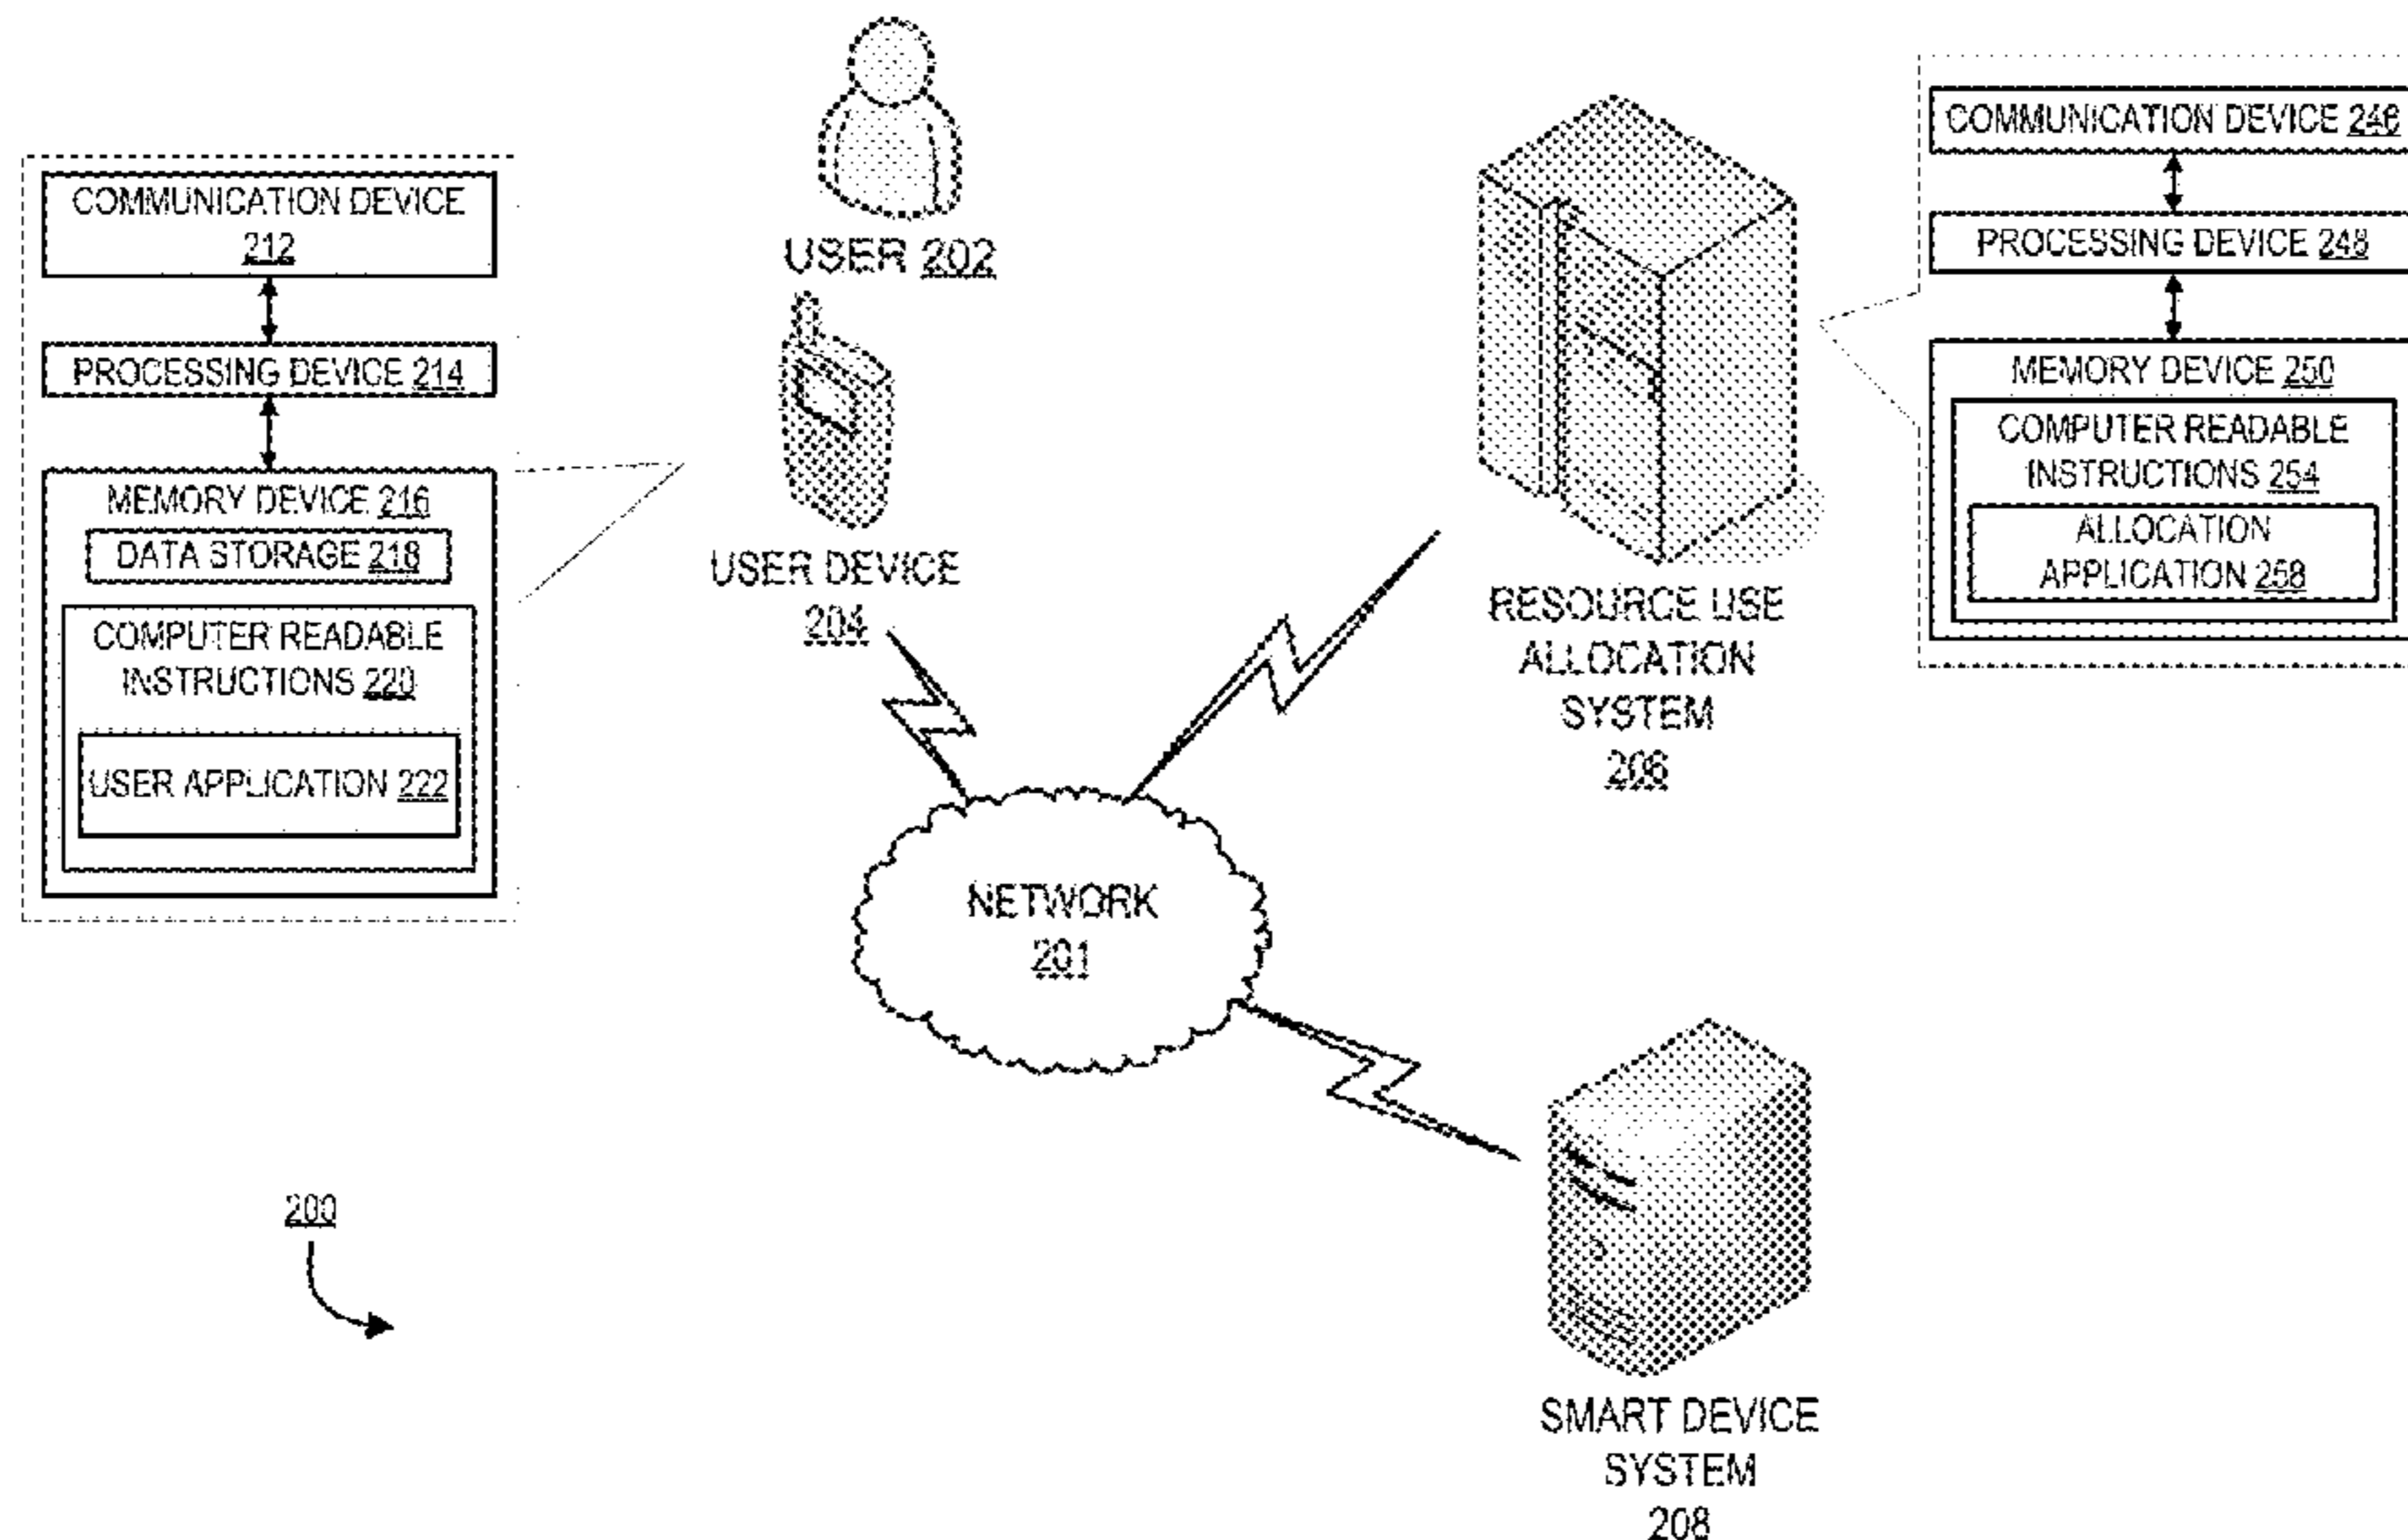 COMMUNICATION DEVICE
212
PROCESSING DEVICE 214
MEMORY DEVICE 216
DATA STORAGE 218
COMPUTER READABLE
INSTRUCTIONS 220
USER APPLICATION 222
USER 202
USER DEVICE
204
RESOURCE USE
ALLOCATION
SYSTEM
206
COMMUNICATION DEVICE 246
PROCESSING DEVICE 248
MEMORY DEVICE 250
COMPUTER READABLE
INSTRUCTIONS 254
ALLOCATION
APPLICATION 258
NETWORK
201
SMART DEVICE
SYSTEM
208
200